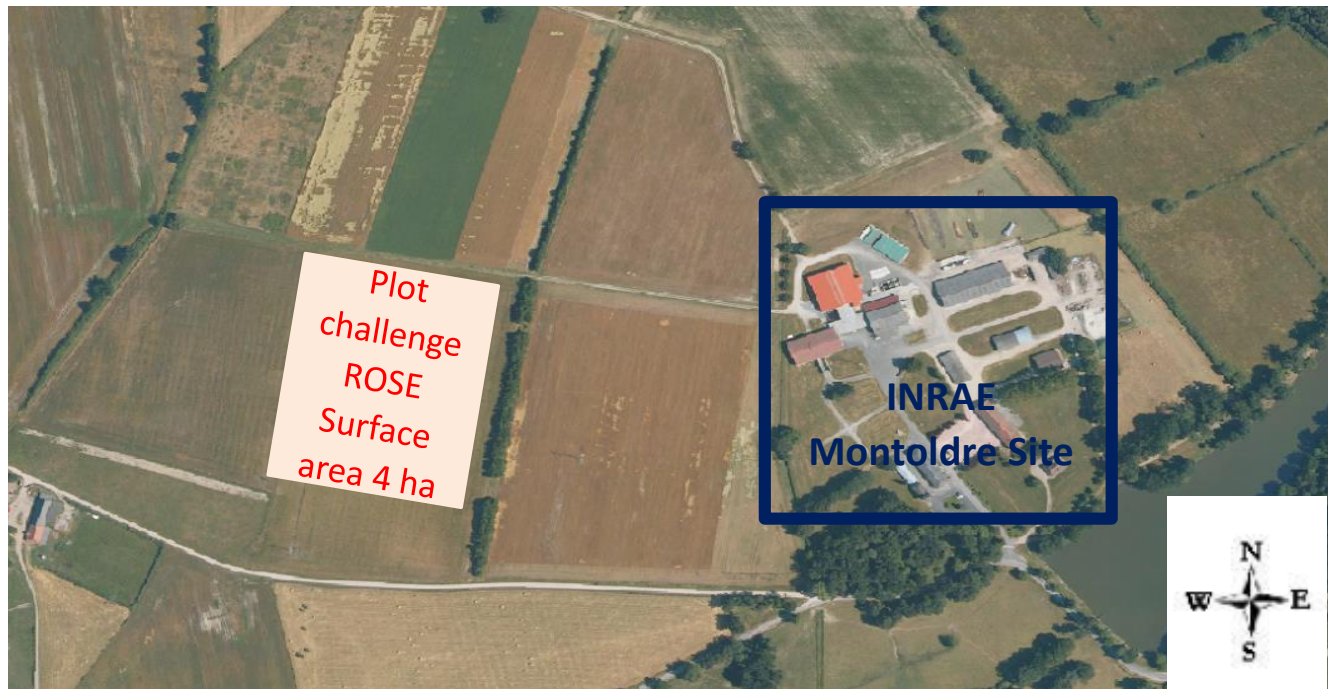 Plot
challenge
ROSE
Surface
area 4 ha
INRAE
Montoldre Site
N
W E
S